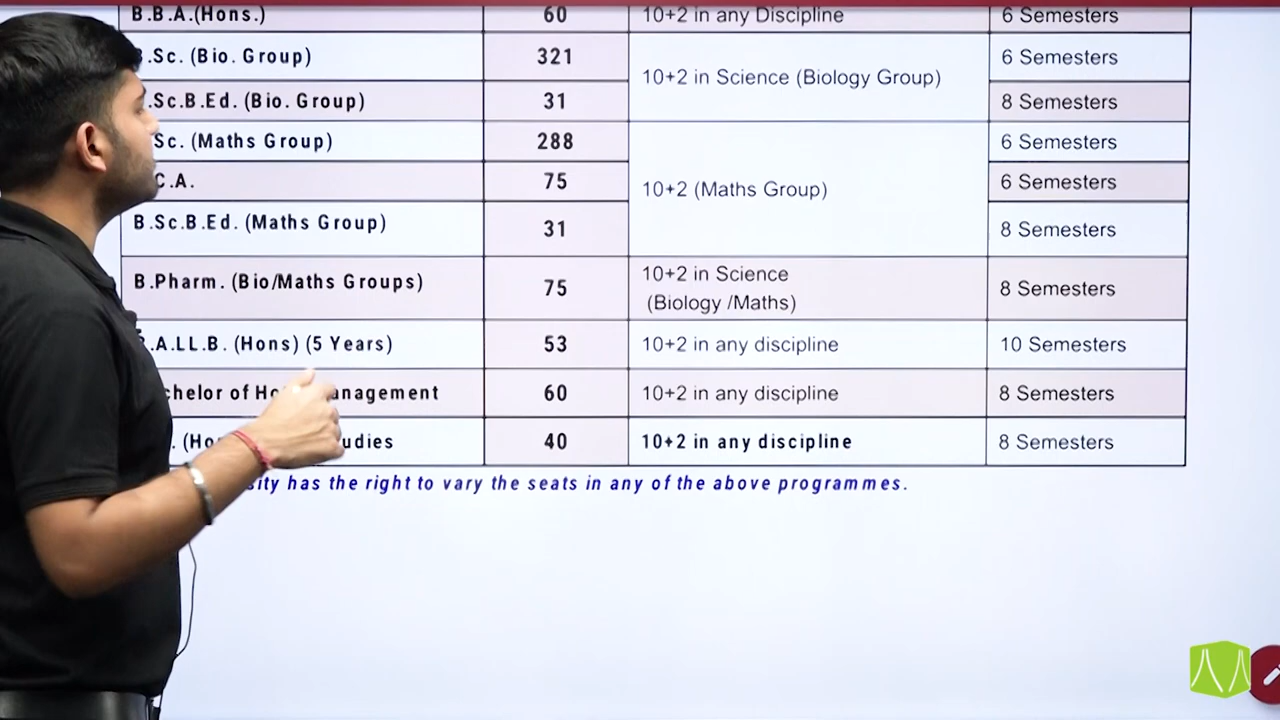 B.B.A.(Hons.) 60 10+2 in any Discipline 6 Semesters
.Sc. (Bio. Group) 321 10+2 in Science (Biology Group) 6 Semesters
.Sc.B.Ed. (Bio. Group) 31 8 Semesters
Sc. (Maths Group) 288 10+2 (Maths Group) 6 Semesters
C.A. 75 6 Semesters
B.Sc.B.Ed. (Maths Group) 31 8 Semesters
B.Pharm. (Bio/Maths Groups) 75 10+2 in Science
(Biology /Maths) 8 Semesters
.A.LL.B. (Hons) (5 Years) 53 10+2 in any discipline 10 Semesters
of 60 10+2 in any discipline 8 Semesters
40 10+2 in any discipline 8 Semesters
has the right to vary the seats in any of the above programmes.